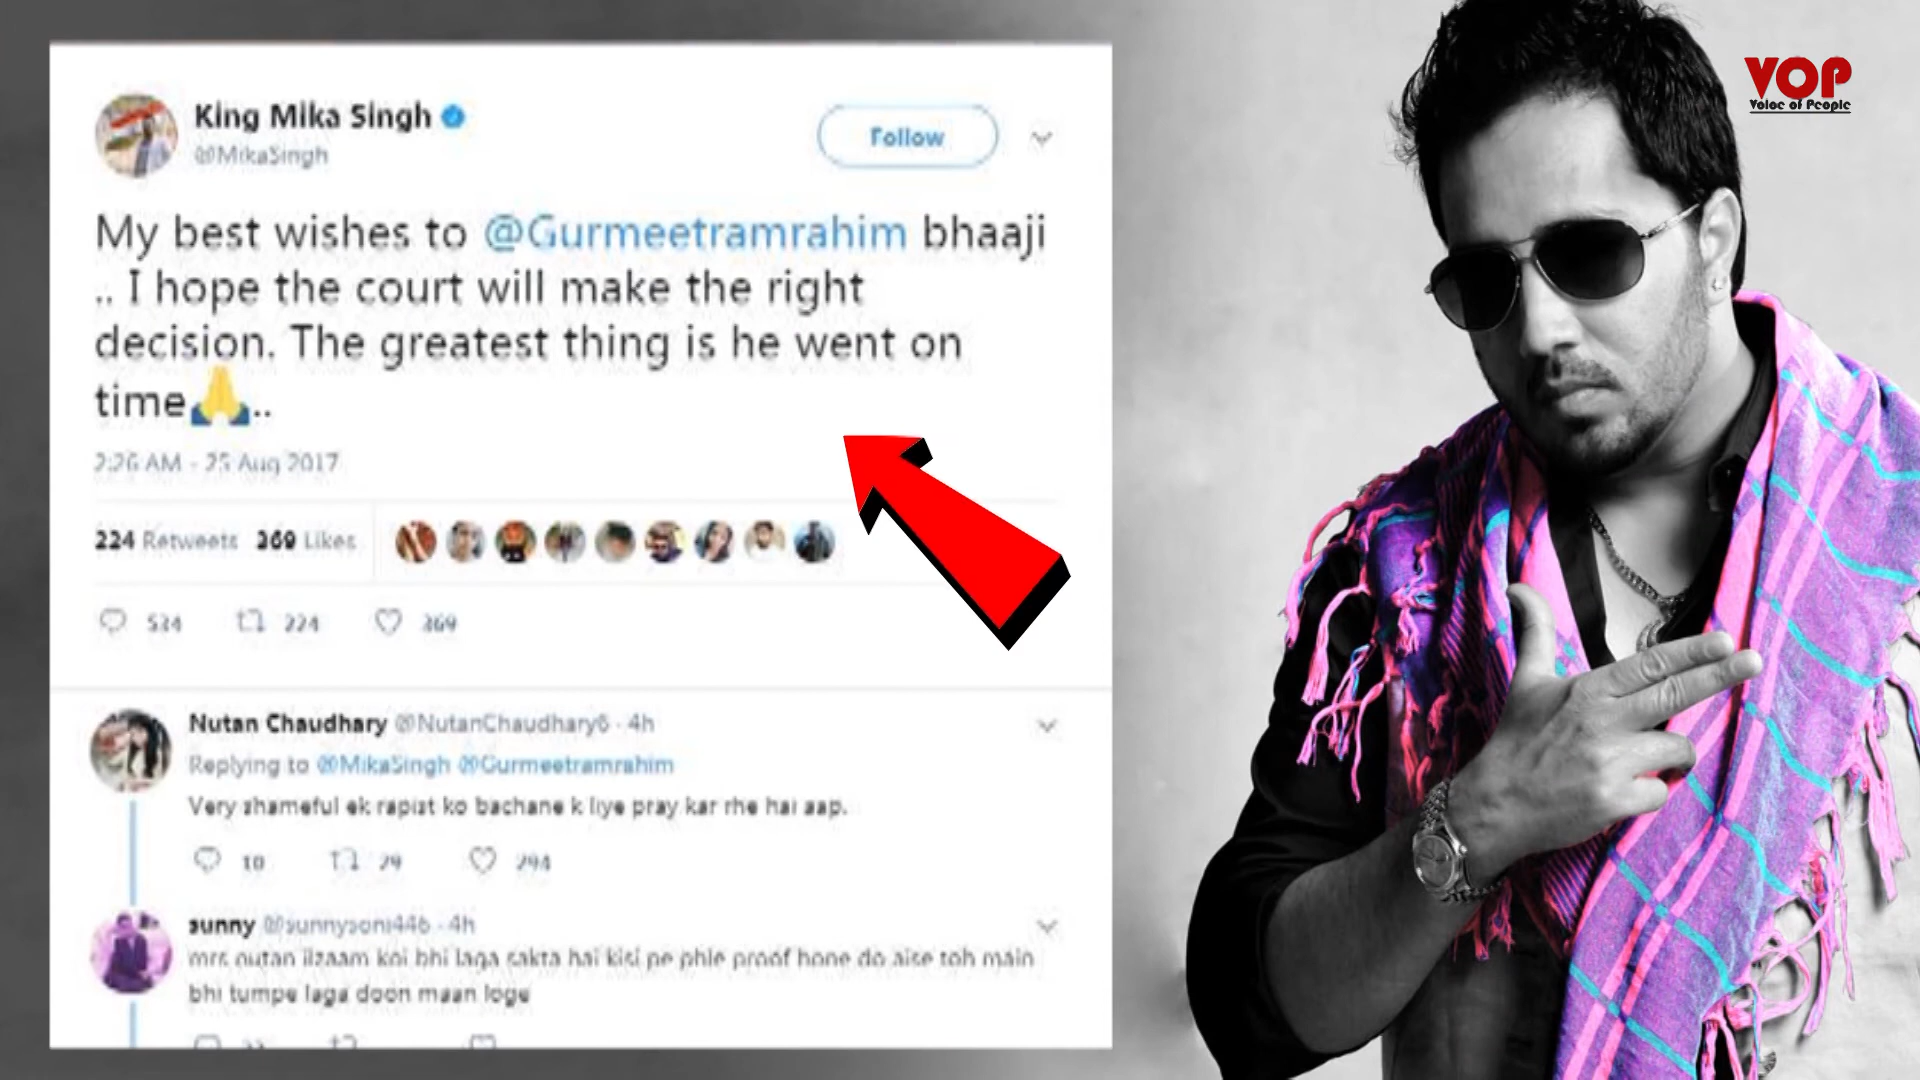 VOP
Voice of People
King Mika Singh
@MikaSingh
Follow
My best wishes to @Gurmeetramrahim bhaaji
.. I hope the court will make the right
decision. The greatest thing is he went on
time🙏..
2:26 AM - 25 Aug 2017
224 Retweets 369 Likes
534 224 369
Nutan Chaudhary @NutanChaudhary6 · 4h
Replying to @MikaSingh @Gurmeetramrahim
Very shameful ek rapist ko bachane k liye pray kar rhe hai aap.
10 29 294
sunny @sunnysoni446 · 4h
mrs nutan ilzaam koi bhi laga sakta hai kisi pe phle proof hone do aise toh main
bhi tumpe laga doon maan loge